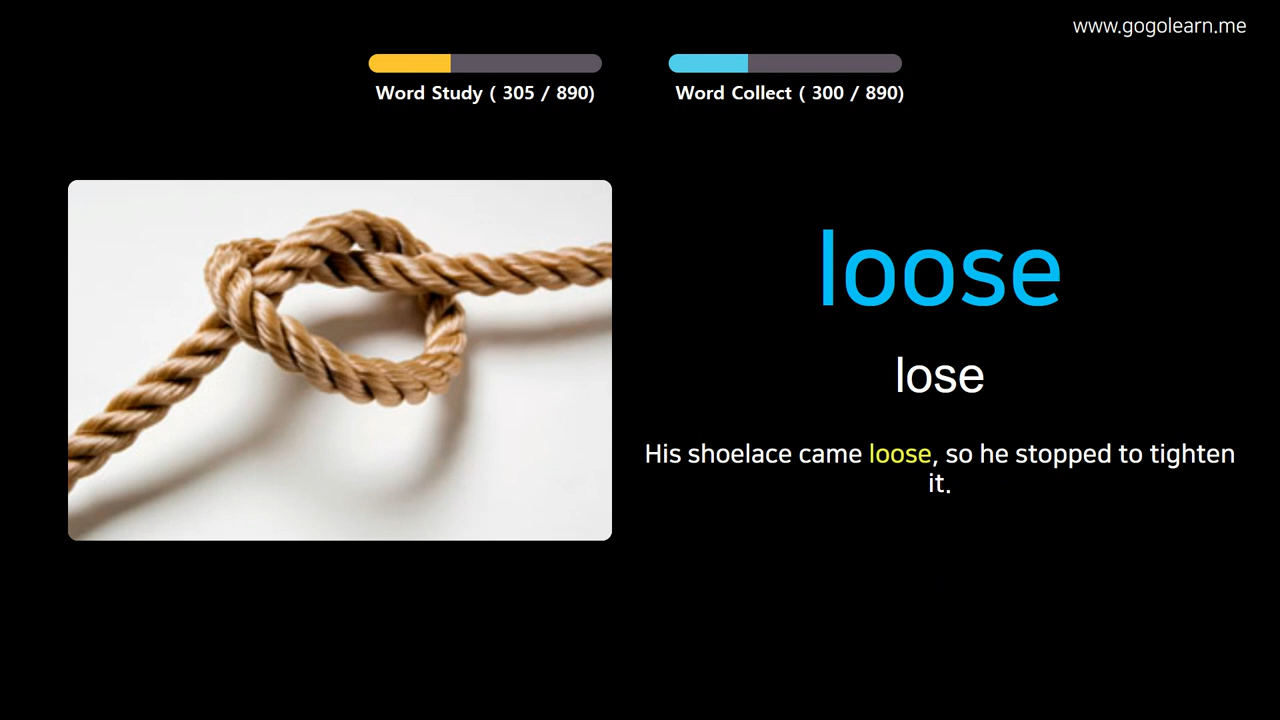 www.gogolearn.me
Word Study ( 305 / 890)
Word Collect ( 300 / 890)
loose
lose
His shoelace came loose, so he stopped to tighten
it.